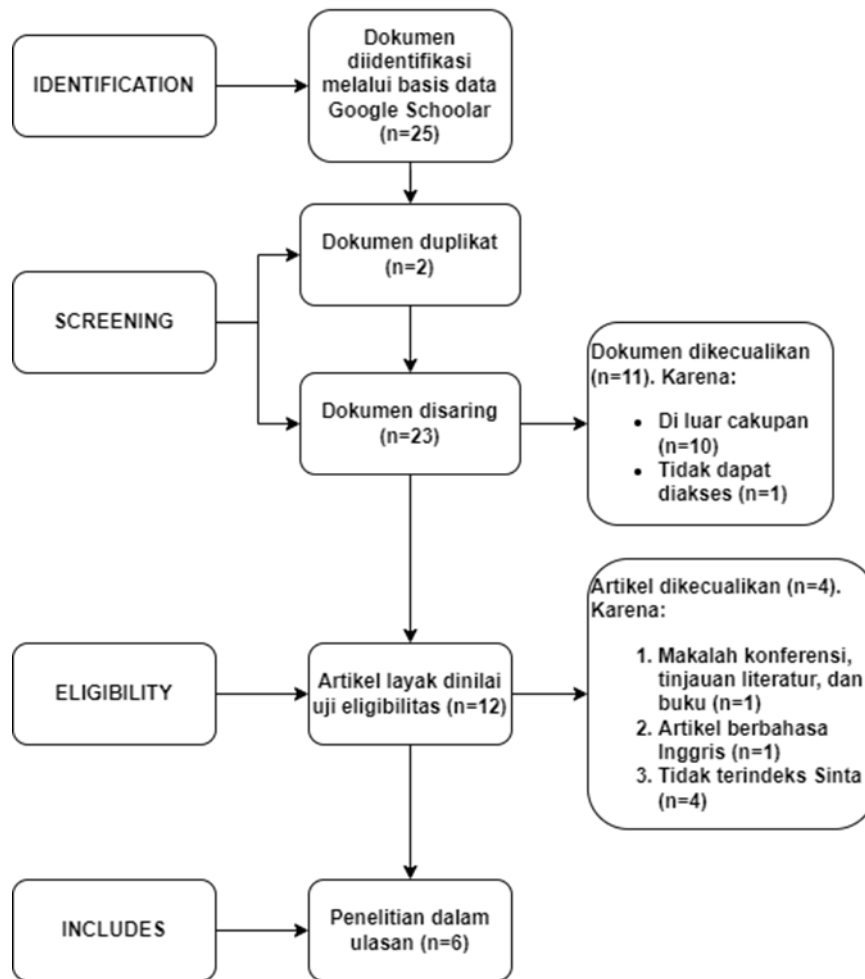 IDENTIFICATION
Dokumen
diidentifikasi
melalui basis data
Google Schoolar
(n=25)
SCREENING
Dokumen duplikat
(n=2)
Dokumen disaring
(n=23)
Dokumen dikecualikan
(n=11). Karena:
• Di luar cakupan
(n=10)
• Tidak dapat
diakses (n=1)
ELIGIBILITY
Artikel layak dinilai
uji eligibilitas (n=12)
Artikel dikecualikan (n=4).
Karena:
1. Makalah konferensi,
tinjauan literatur, dan
buku (n=1)
2. Artikel berbahasa
Inggris (n=1)
3. Tidak terindeks Sinta
(n=4)
INCLUDES
Penelitian dalam
ulasan (n=6)